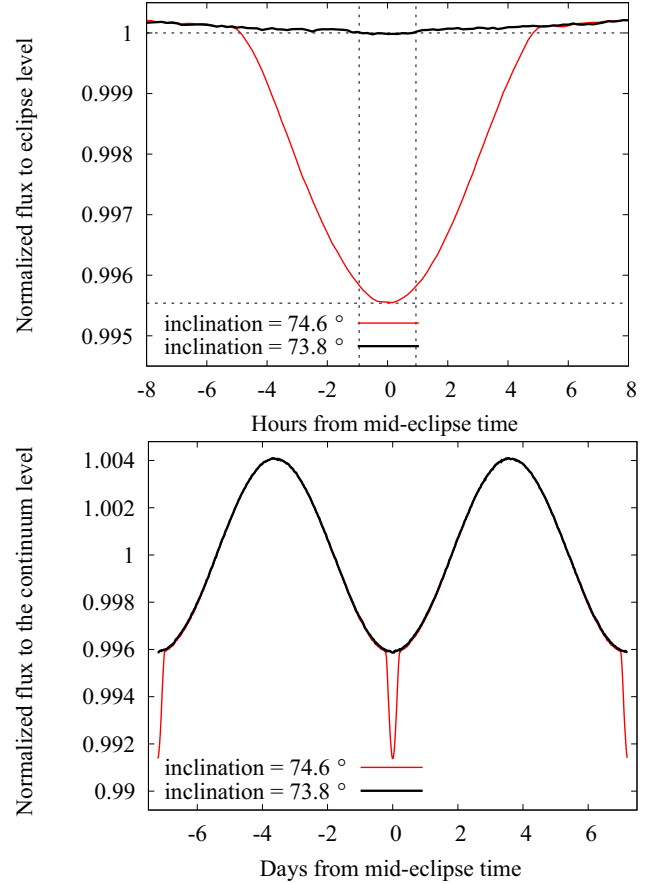 Normalized flux to eclipse level
1
0.999
0.998
0.997
0.996
0.995
inclination = 74.6 °
inclination = 73.8 °
-8 -6 -4 -2 0 2 4 6 8
Hours from mid-eclipse time
Normalized flux to the continuum level
1.004
1.002
1
0.998
0.996
0.994
0.992
0.99
inclination = 74.6 °
inclination = 73.8 °
-6 -4 -2 0 2 4 6
Days from mid-eclipse time